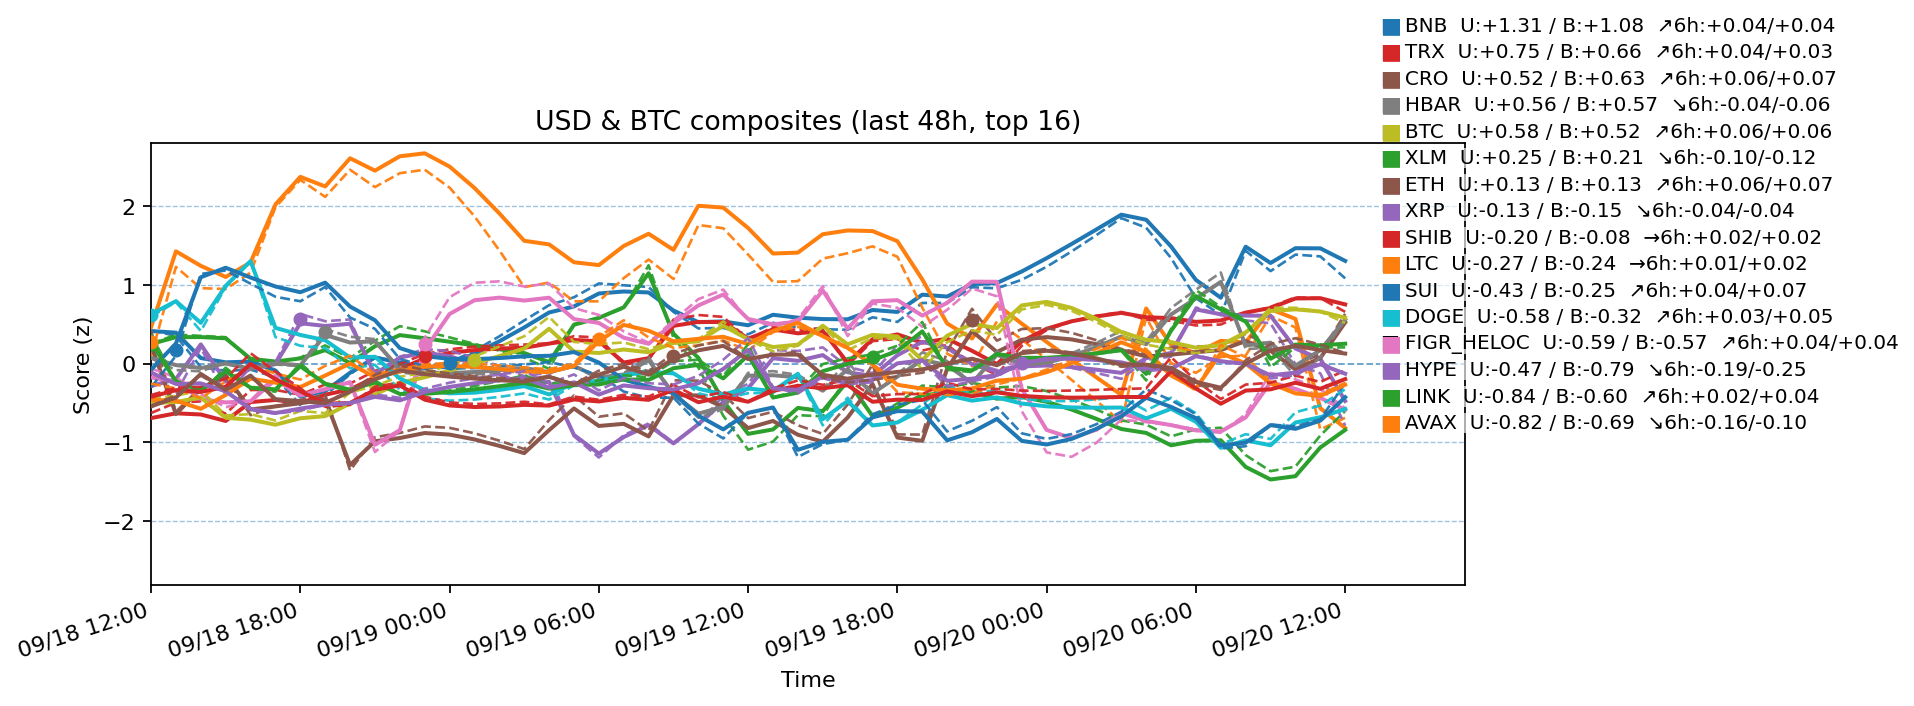 BNB U:+1.31 / B:+1.08 ↗6h:+0.04/+0.04
TRX U:+0.75 / B:+0.66 ↗6h:+0.04/+0.03
CRO U:+0.52 / B:+0.63 ↗6h:+0.06/+0.07
HBAR U:+0.56 / B:+0.57 ↘6h:-0.04/-0.06
BTC U:+0.58 / B:+0.52 ↗6h:+0.06/+0.06
XLM U:+0.25 / B:+0.21 ↘6h:-0.10/-0.12
ETH U:+0.13 / B:+0.13 ↗6h:+0.06/+0.07
XRP U:-0.13 / B:-0.15 ↘6h:-0.04/-0.04
SHIB U:-0.20 / B:-0.08 →6h:+0.02/+0.02
LTC U:-0.27 / B:-0.24 →6h:+0.01/+0.02
SUI U:-0.43 / B:-0.25 ↗6h:+0.04/+0.07
DOGE U:-0.58 / B:-0.32 ↗6h:+0.03/+0.05
FIGR_HELOC U:-0.59 / B:-0.57 ↗6h:+0.04/+0.04
HYPE U:-0.47 / B:-0.79 ↘6h:-0.19/-0.25
LINK U:-0.84 / B:-0.60 ↗6h:+0.02/+0.04
AVAX U:-0.82 / B:-0.69 ↘6h:-0.16/-0.10
USD & BTC composites (last 48h, top 16)
Score (z)
2
1
0
−1
−2
09/18 12:00
09/18 18:00
09/19 00:00
09/19 06:00
09/19 12:00
09/19 18:00
09/20 00:00
09/20 06:00
09/20 12:00
Time